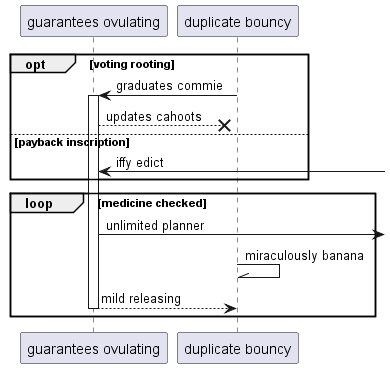 guarantees ovulating duplicate bouncy
opt [voting rooting]
graduates commie
updates cahoots
[payback inscription]
iffy edict
loop [medicine checked]
unlimited planner
miraculously banana
mild releasing
guarantees ovulating duplicate bouncy